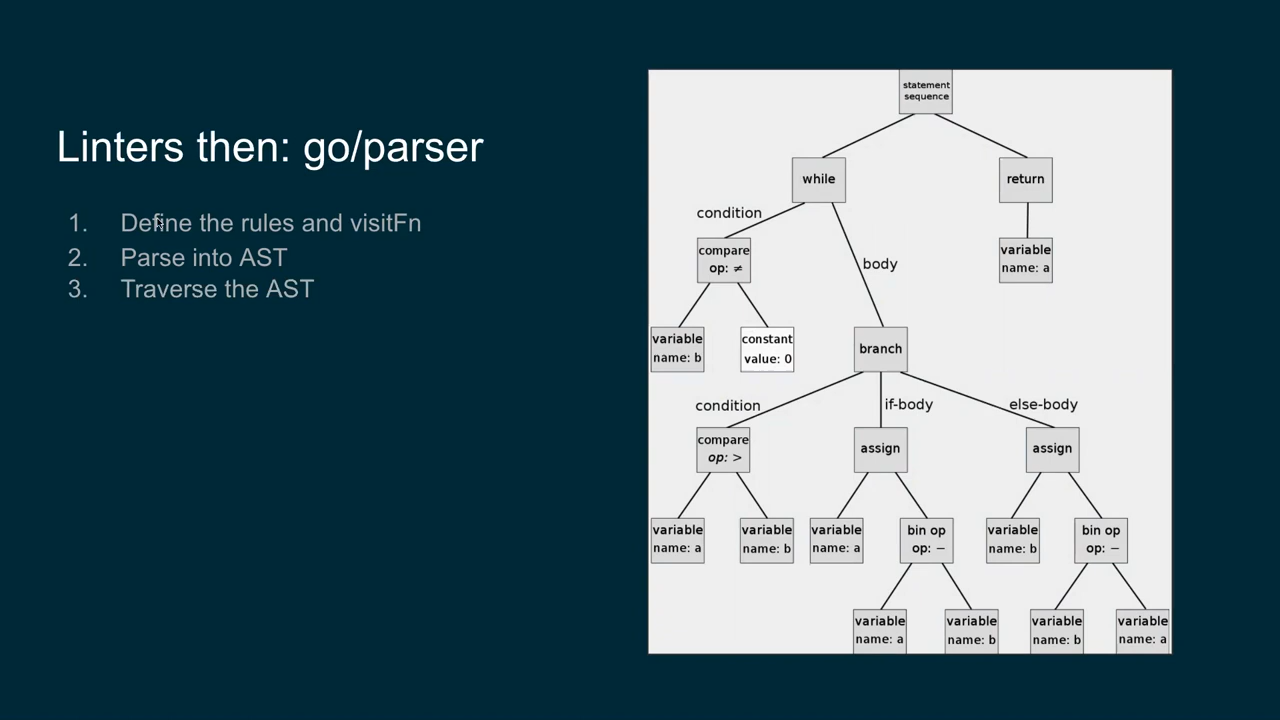 Linters then: go/parser
1. Define the rules and visitFn
2. Parse into AST
3. Traverse the AST
statement
sequence
while
return
condition
compare
op: ≠
body
variable
name: a
variable
name: b
constant
value: 0
branch
condition
if-body
else-body
compare
op: >
assign
assign
variable
name: a
variable
name: b
variable
name: a
bin op
op: −
variable
name: b
bin op
op: −
variable
name: a
variable
name: b
variable
name: b
variable
name: a